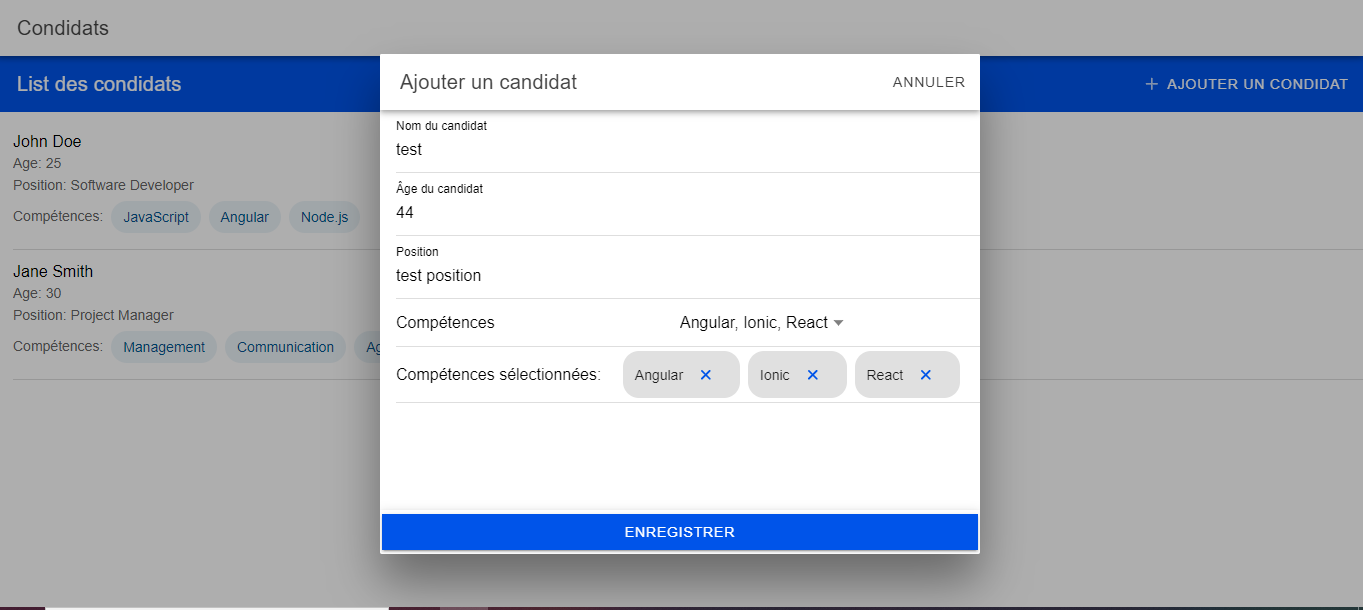 Condidats
List des condidats
AJOUTER UN CONDIDAT
John Doe
Age: 25
Position: Software Developer
Compétences: JavaScript Angular Node.js
Jane Smith
Age: 30
Position: Project Manager
Compétences: Management Communication
Ajouter un candidat ANNULER
Nom du candidat
test
Âge du candidat
44
Position
test position
Compétences Angular, Ionic, React
Compétences sélectionnées: Angular Ionic React
ENREGISTRER